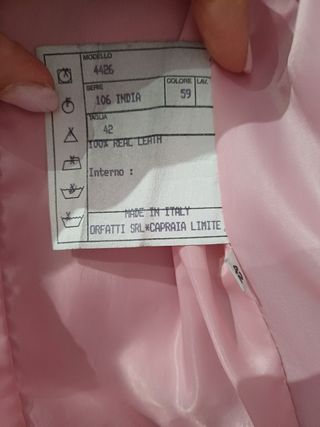 MODELLO
4426
SERIE COLORE LAV.
106 INDIA 59
TAGLIA
42
100% REAL LEATH
Interno :
MADE IN ITALY
ORFATTI SRL*CAPRAIA LIMITE
42